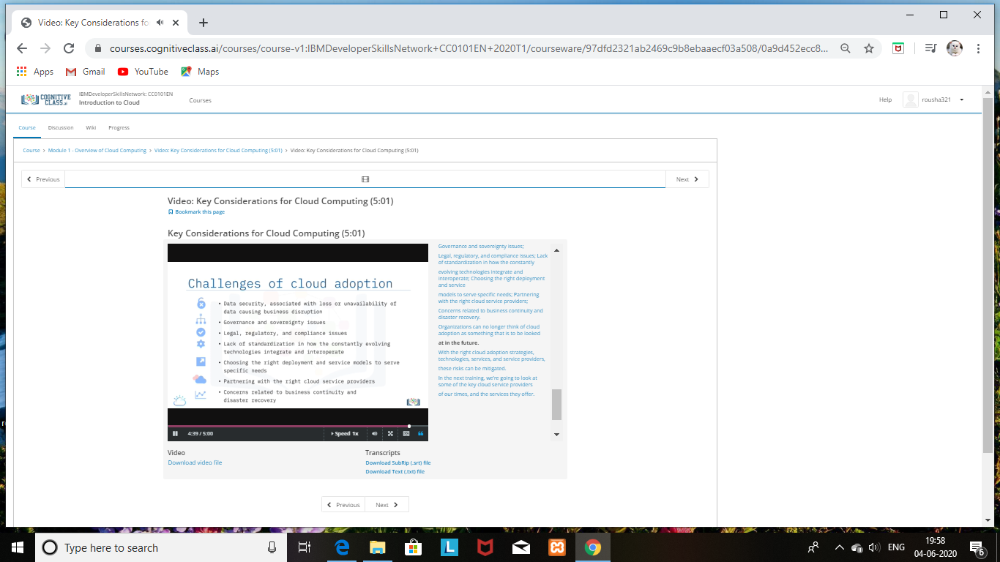 Video: Key Considerations fo
courses.cognitiveclass.ai/courses/course-v1:IBMDeveloperSkillsNetwork+CC0101EN+2020T1/courseware/97dfd2321ab2469c9b8ebaaecf03a508/0a9d452ecc8...
Apps Gmail YouTube Maps
COGNITIVE
CLASS.ai
IBMDeveloperSkillsNetwork: CC0101EN
Introduction to Cloud
Courses
Help rousha321
Course Discussion Wiki Progress
Course > Module 1 - Overview of Cloud Computing > Video: Key Considerations for Cloud Computing (5:01) > Video: Key Considerations for Cloud Computing (5:01)
Previous Next
Video: Key Considerations for Cloud Computing (5:01)
Bookmark this page
Key Considerations for Cloud Computing (5:01)
Challenges of cloud adoption
• Data security, associated with loss or unavailability of
data causing business disruption
• Governance and sovereignty issues
• Legal, regulatory, and compliance issues
• Lack of standardization in how the constantly evolving
technologies integrate and interoperate
• Choosing the right deployment and service models to serve
specific needs
• Partnering with the right cloud service providers
• Concerns related to business continuity and
disaster recovery
4:39 / 5:00 Speed 1x
Governance and sovereignty issues;
Legal, regulatory, and compliance issues; Lack
of standardization in how the constantly
evolving technologies integrate and
interoperate; Choosing the right deployment
and service
models to serve specific needs; Partnering
with the right cloud service providers;
Concerns related to business continuity and
disaster recovery.
Organizations can no longer think of cloud
adoption as something that is to be looked
at in the future.
With the right cloud adoption strategies,
technologies, services, and service providers,
these risks can be mitigated.
In the next training, we're going to look at
some of the key cloud service providers
of our times, and the services they offer.
Video
Download video file
Transcripts
Download SubRip (.srt) file
Download Text (.txt) file
Previous Next
Type here to search
L
ENG
19:58
04-06-2020
6